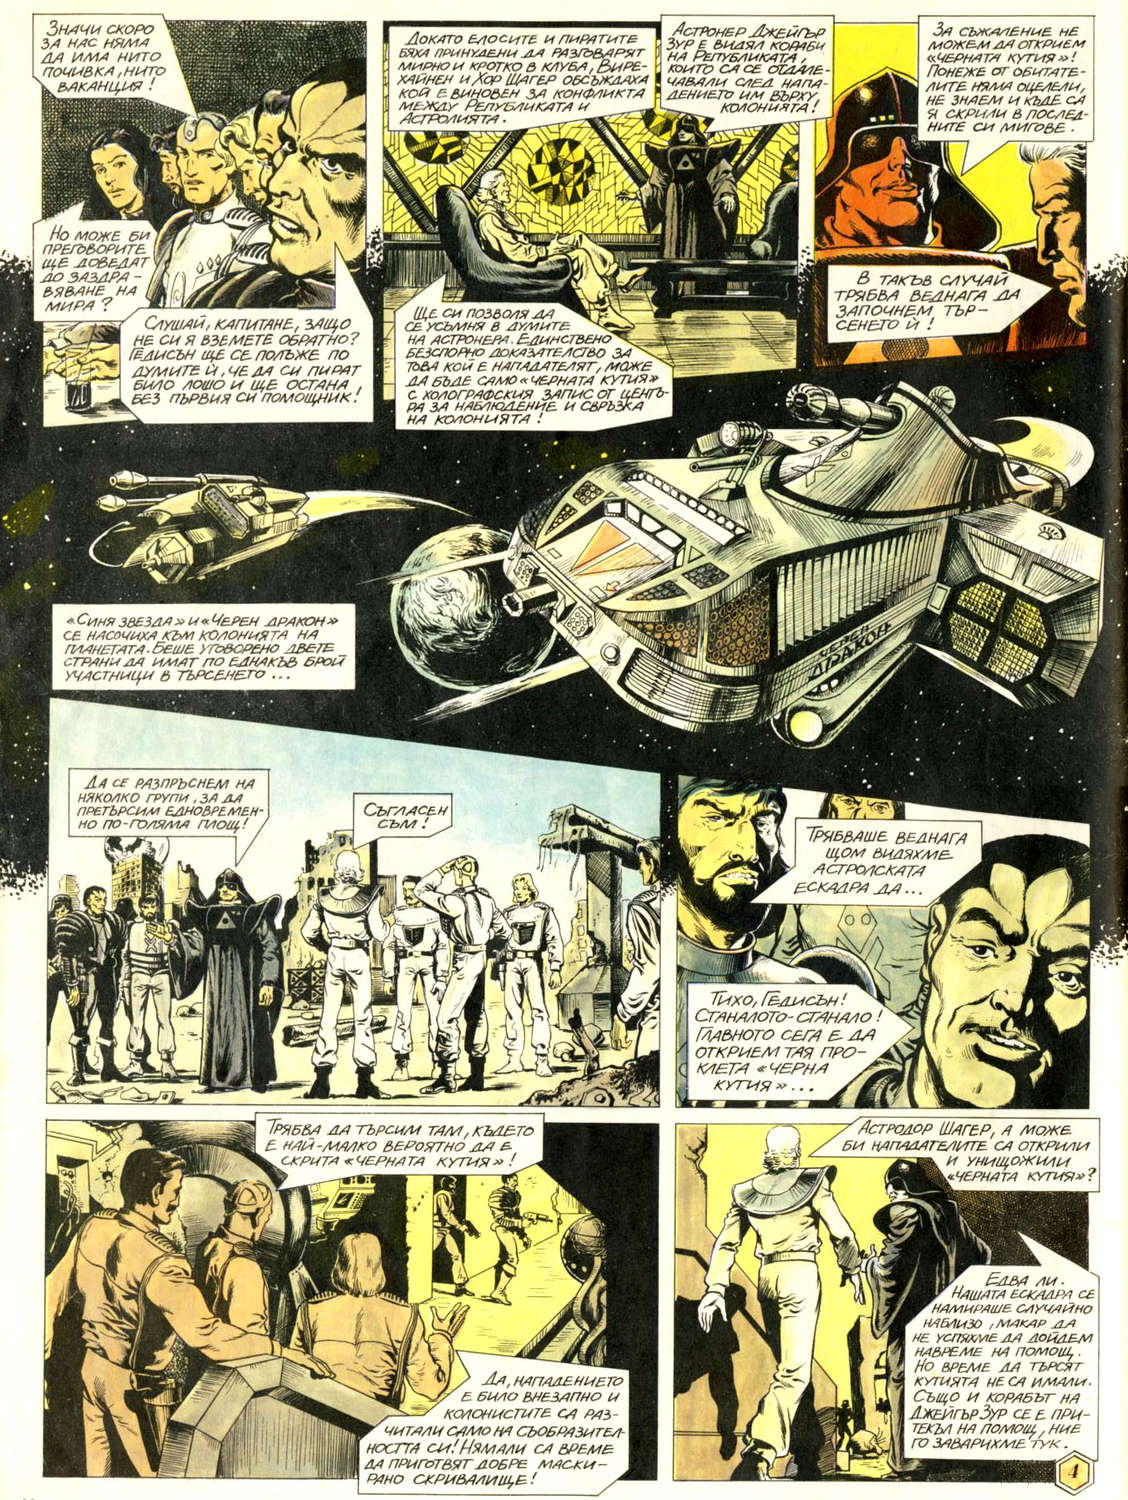 ЗНАЧИ СКОРО
ЗА НАС НЯМА
ДА ИМА НИТО
ПОЧИВКА, НИТО
ВАКАНЦИЯ!
НО МОЖЕ БИ
ПРЕГОВОРИТЕ
ЩЕ ДОВЕДАТ
ДО ЗАЗДРА-
ВЯВАНЕ НА
МИРА?
СЛУШАЙ, КАПИТАНЕ, ЗАЩО
НЕ СИ Я ВЗЕМЕТЕ ОБРАТНО?
ГЕДИСЪН ЩЕ СЕ ПОЛЪЖЕ ПО
ДУМИТЕ Й, ЧЕ ДА СИ ПИРАТ
БИЛО ЛОШО И ЩЕ ОСТАНА
БЕЗ ПЪРВИЯ СИ ПОМОЩНИК!
ДОКАТО ЕЛОСИТЕ И ПИРАТИТЕ
БЯХА ПРИНУДЕНИ ДА РАЗГОВАРЯТ
МИРНО И КРОТКО В КЛУБА, ВИРЕ-
ХАЙНЕН И ХОР ШАГЕР ОБСЪЖДАХА
КОЙ Е ВИНОВЕН ЗА КОНФЛИКТА
МЕЖДУ РЕПУБЛИКАТА И
АСТРОЛИЯТА.
АСТРОНЕР ДЖЕЙГЪР
ЗУР Е ВИДЯЛ КОРАБИ
НА РЕПУБЛИКАТА,
КОИТО СА СЕ ОТДАЛЕ-
ЧАВАЛИ СЛЕД НАПА-
ДЕНИЕТО ИМ ВЪРХУ
КОЛОНИЯТА!
ЩЕ СИ ПОЗВОЛЯ ДА
СЕ УСЪМНЯ В ДУМИТЕ
НА АСТРОНЕРА. ЕДИНСТВЕНО
БЕЗСПОРНО ДОКАЗАТЕЛСТВО ЗА
ТОВА КОЙ Е НАПАДАТЕЛЯТ, МОЖЕ
ДА БЪДЕ САМО «ЧЕРНАТА КУТИЯ»
С ХОЛОГРАФСКИЯ ЗАПИС ОТ ЦЕНТЪ-
РА ЗА НАБЛЮДЕНИЕ И СВРЪЗКА
НА КОЛОНИЯТА!
ЗА СЪЖАЛЕНИЕ НЕ
МОЖЕМ ДА ОТКРИЕМ
«ЧЕРНАТА КУТИЯ»!
ПОНЕЖЕ ОТ ОБИТАТЕ-
ЛИТЕ НЯМА ОЦЕЛЕЛИ,
НЕ ЗНАЕМ И КЪДЕ СА
Я СКРИЛИ В ПОСЛЕД-
НИТЕ СИ МИГОВЕ.
В ТАКЪВ СЛУЧАЙ
ТРЯБВА ВЕДНАГА ДА
ЗАПОЧНЕМ ТЪР-
СЕНЕТО Й!
«СИНЯ ЗВЕЗДА» И «ЧЕРЕН ДРАКОН»
СЕ НАСОЧИХА КЪМ КОЛОНИЯТА НА
ПЛАНЕТАТА. БЕШЕ УГОВОРЕНО ДВЕТЕ
СТРАНИ ДА ИМАТ ПО ЕДНАКЪВ БРОЙ
УЧАСТНИЦИ В ТЪРСЕНЕТО...
ЧЕРЕН
ДРАКОН
ДА СЕ РАЗПРЪСНЕМ НА
НЯКОЛКО ГРУПИ, ЗА ДА
ПРЕТЪРСИМ ЕДНОВРЕМЕН-
НО ПО-ГОЛЯМА ПЛОЩ!
СЪГЛАСЕН
СЪМ!
ТРЯБВАШЕ ВЕДНАГА
ЩОМ ВИДЯХМЕ
АСТРОЛСКАТА
ЕСКАДРА ДА...
ТИХО, ГЕДИСЪН!
СТАНАЛОТО-СТАНАЛО!
ГЛАВНОТО СЕГА Е ДА
ОТКРИЕМ ТАЯ ПРО-
КЛЕТА «ЧЕРНА
КУТИЯ»...
ТРЯБВА ДА ТЪРСИМ ТАМ, КЪДЕТО
Е НАЙ-МАЛКО ВЕРОЯТНО ДА Е
СКРИТА «ЧЕРНАТА КУТИЯ»!
ДА, НАПАДЕНИЕТО
Е БИЛО ВНЕЗАПНО И
КОЛОНИСТИТЕ СА РАЗ-
ЧИТАЛИ САМО НА СЪОБРАЗИТЕЛ-
НОСТТА СИ! НЯМАЛИ СА ВРЕМЕ
ДА ПРИГОТВЯТ ДОБРЕ МАСКИ-
РАНО СКРИВАЛИЩЕ!
АСТРОДОР ШАГЕР, А МОЖЕ
БИ НАПАДАТЕЛИТЕ СА ОТКРИЛИ
И УНИЩОЖИЛИ
«ЧЕРНАТА КУТИЯ»?
ЕДВА ЛИ.
НАШАТА ЕСКАДРА СЕ
НАМИРАШЕ СЛУЧАЙНО
НАБЛИЗО, МАКАР ДА
НЕ УСПЯХМЕ ДА ДОЙДЕМ
НАВРЕМЕ НА ПОМОЩ.
НО ВРЕМЕ ДА ТЪРСЯТ
КУТИЯТА НЕ СА ИМАЛИ.
СЪЩО И КОРАБЪТ НА
ДЖЕЙГЪР ЗУР СЕ Е ПРИ-
ТЕКЪЛ НА ПОМОЩ, НИЕ
ГО ЗАВАРИХМЕ ТУК.
4